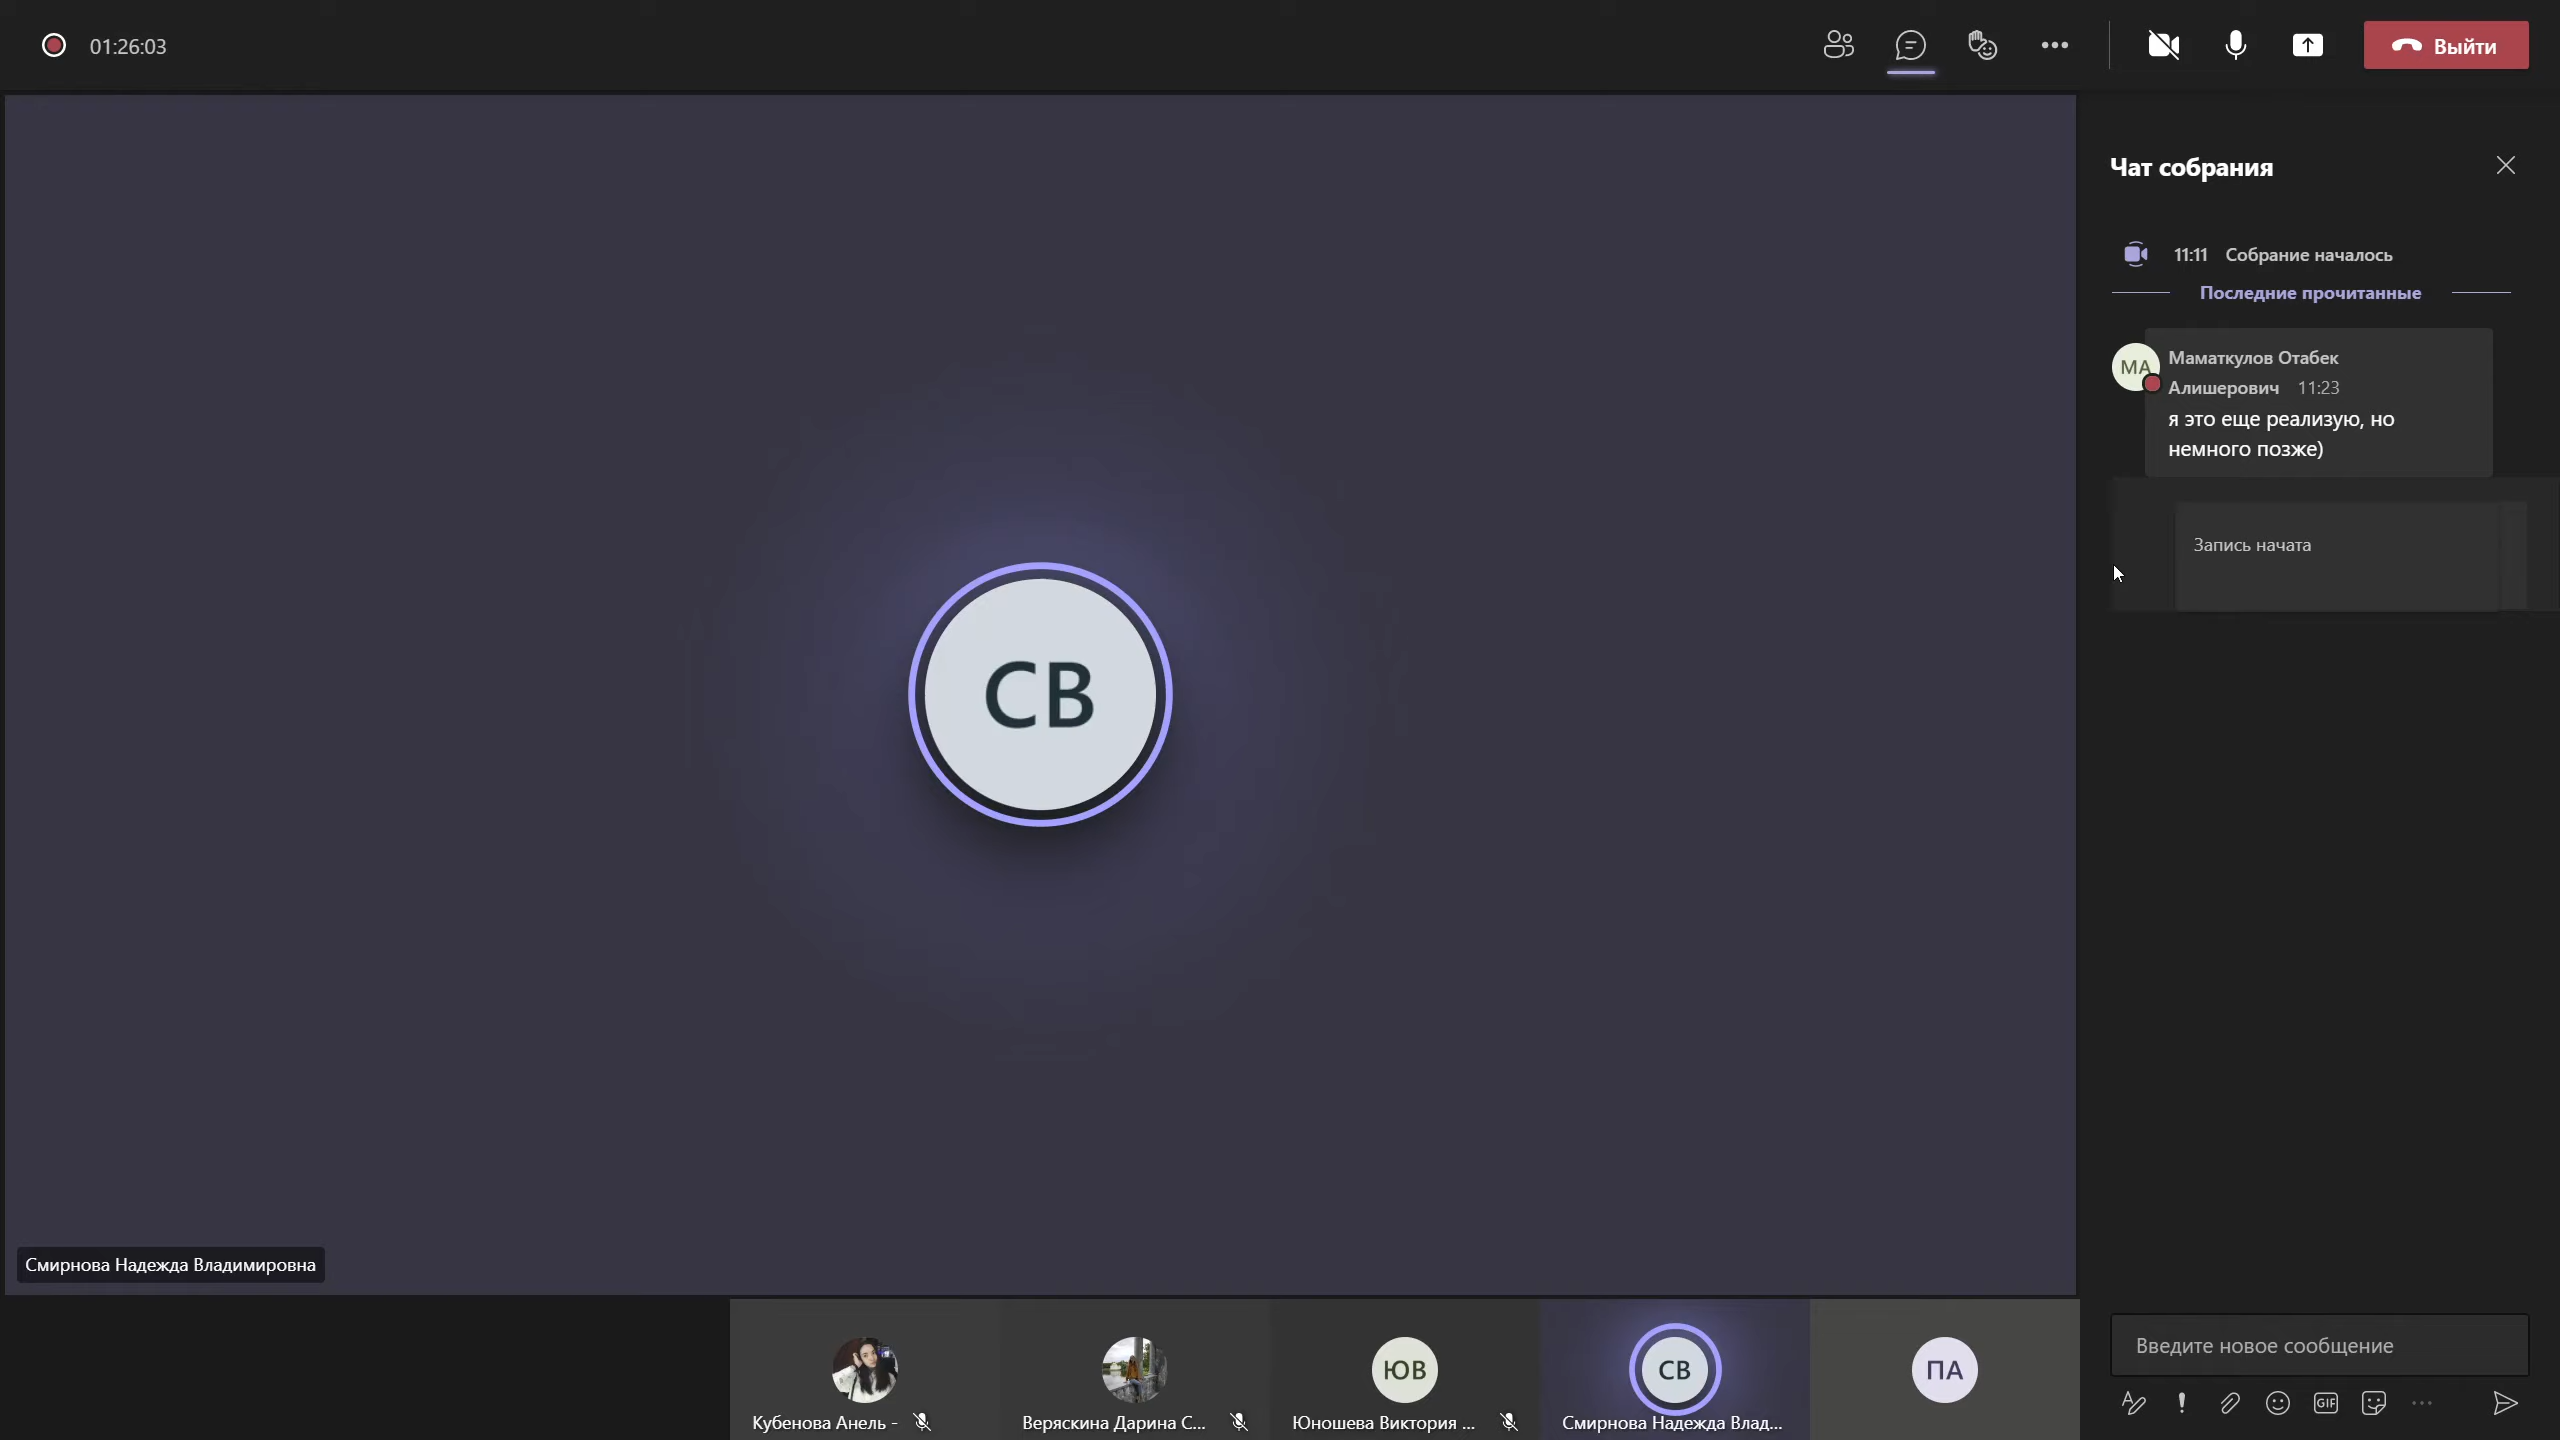 01:26:03
Выйти
Чат собрания
11:11 Собрание началось
Последние прочитанные
МА
Маматкулов Отабек
Алишерович 11:23
я это еще реализую, но
немного позже)
Запись начата
СВ
Смирнова Надежда Владимировна
ЮВ
СВ
ПА
Кубенова Анель -
Веряскина Дарина С...
Юношева Виктория ...
Смирнова Надежда Влад...
Введите новое сообщение
GIF